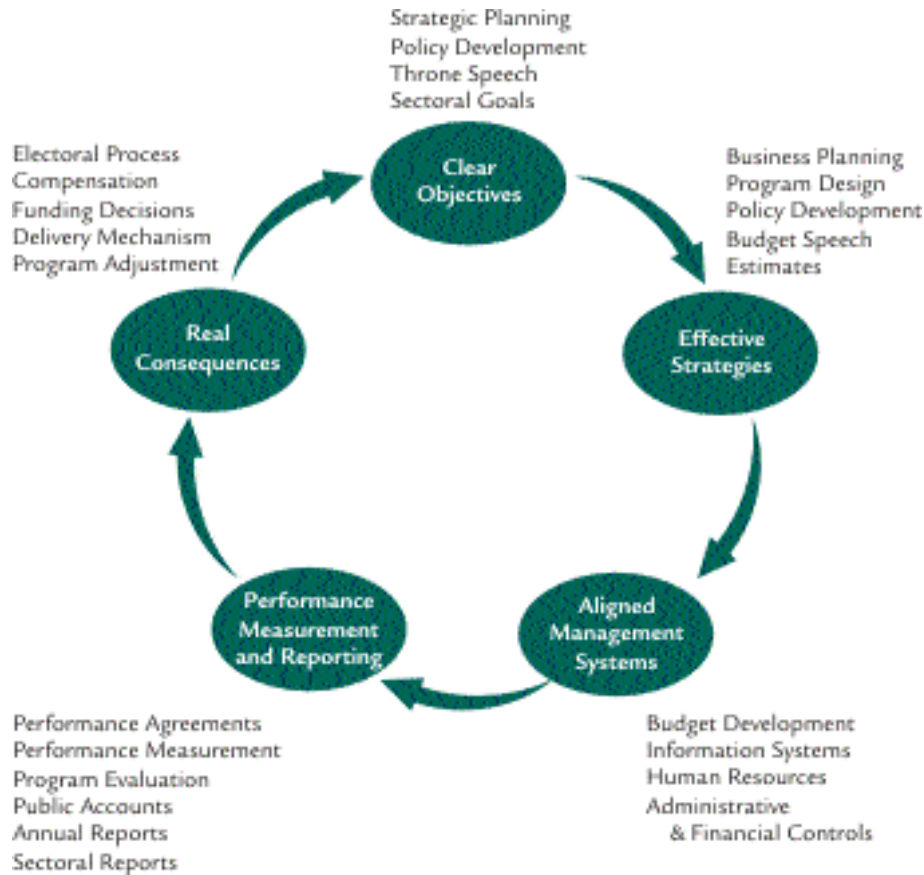 Strategic Planning
Policy Development
Throne Speech
Sectoral Goals
Clear
Objectives
Business Planning
Program Design
Policy Development
Budget Speech
Estimates
Effective
Strategies
Aligned
Management
Systems
Budget Development
Information Systems
Human Resources
Administrative
& Financial Controls
Performance
Measurement
and Reporting
Performance Agreements
Performance Measurement
Program Evaluation
Public Accounts
Annual Reports
Sectoral Reports
Real
Consequences
Electoral Process
Compensation
Funding Decisions
Delivery Mechanism
Program Adjustment